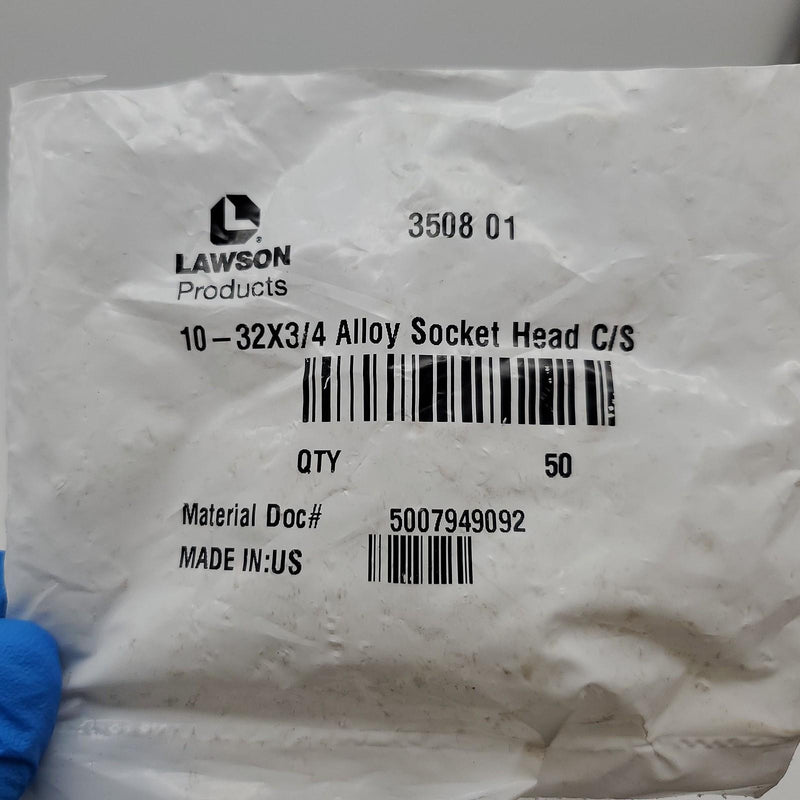 3508 01
LAWSON
Products
10-32X3/4 Alloy Socket Head C/S
QTY 50
Material Doc# 5007949092
MADE IN:US